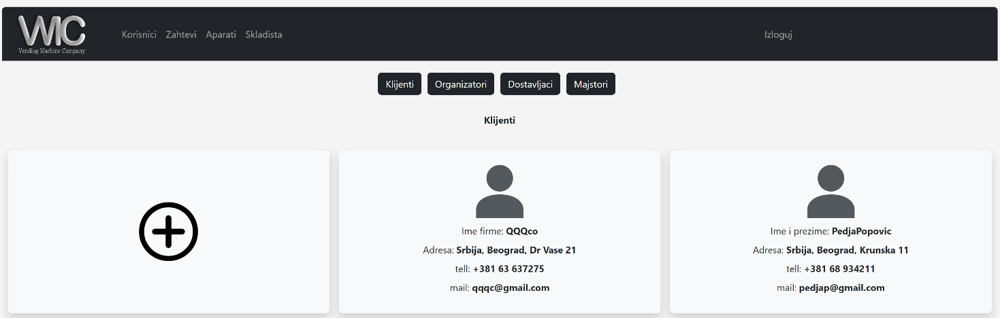 WIC
Vending Machine Company
Korisnici Zahtevi Aparati Skladista Izloguj
Klijenti Organizatori Dostavljaci Majstori
Klijenti
Ime firme: QQQco
Adresa: Srbija, Beograd, Dr Vase 21
tell: +381 63 637275
mail: qqqc@gmail.com
Ime i prezime: PedjaPopovic
Adresa: Srbija, Beograd, Krunska 11
tell: +381 68 934211
mail: pedjap@gmail.com